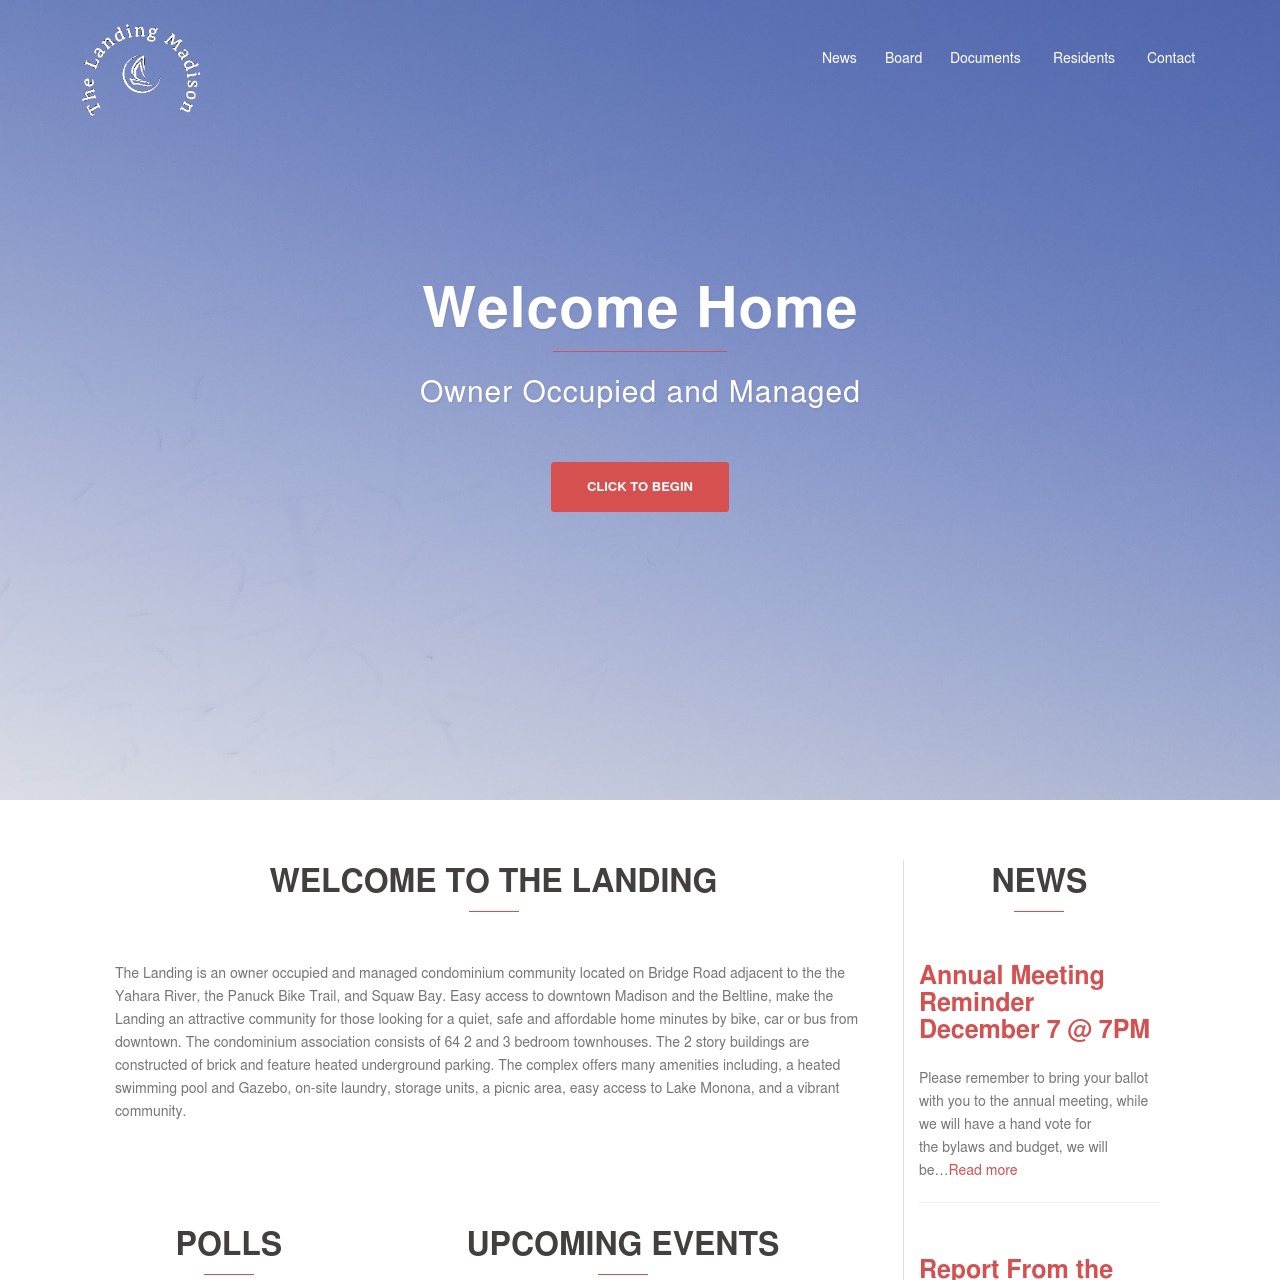 The Landing Madison
News Board Documents Residents Contact
Welcome Home
Owner Occupied and Managed
CLICK TO BEGIN
WELCOME TO THE LANDING
The Landing is an owner occupied and managed condominium community located on Bridge Road adjacent to the the
Yahara River, the Panuck Bike Trail, and Squaw Bay. Easy access to downtown Madison and the Beltline, make the
Landing an attractive community for those looking for a quiet, safe and affordable home minutes by bike, car or bus from
downtown. The condominium association consists of 64 2 and 3 bedroom townhouses. The 2 story buildings are
constructed of brick and feature heated underground parking. The complex offers many amenities including, a heated
swimming pool and Gazebo, on-site laundry, storage units, a picnic area, easy access to Lake Monona, and a vibrant
community.
POLLS
UPCOMING EVENTS
NEWS
Annual Meeting
Reminder
December 7 @ 7PM
Please remember to bring your ballot
with you to the annual meeting, while
we will have a hand vote for
the bylaws and budget, we will
be…Read more
Report From the